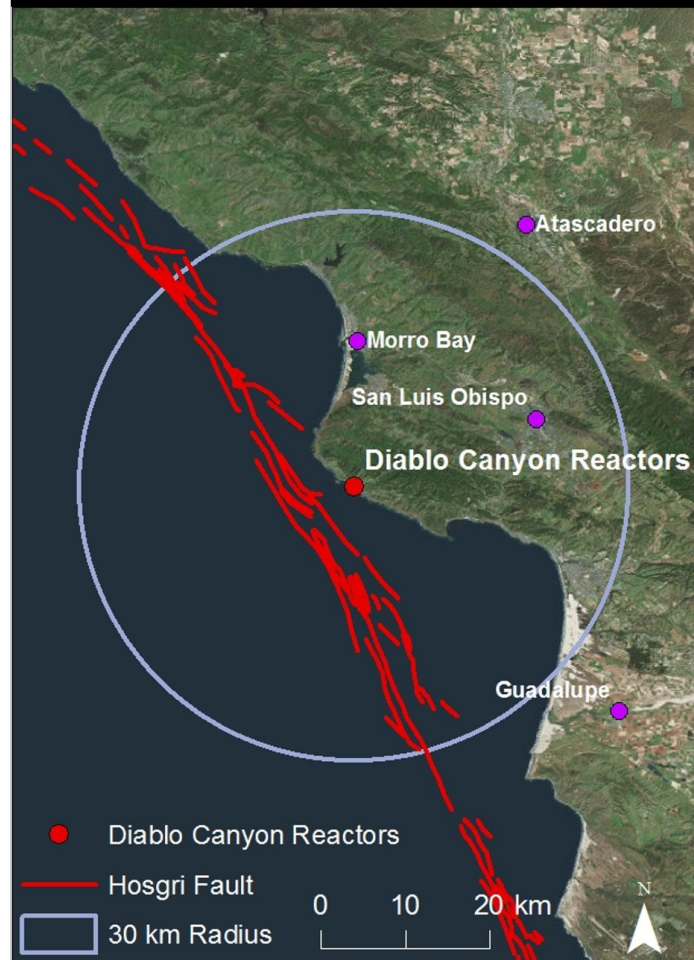 Atascadero
Morro Bay
San Luis Obispo
Diablo Canyon Reactors
Guadalupe
Diablo Canyon Reactors
Hosgri Fault
0 10 20 km
30 km Radius
N